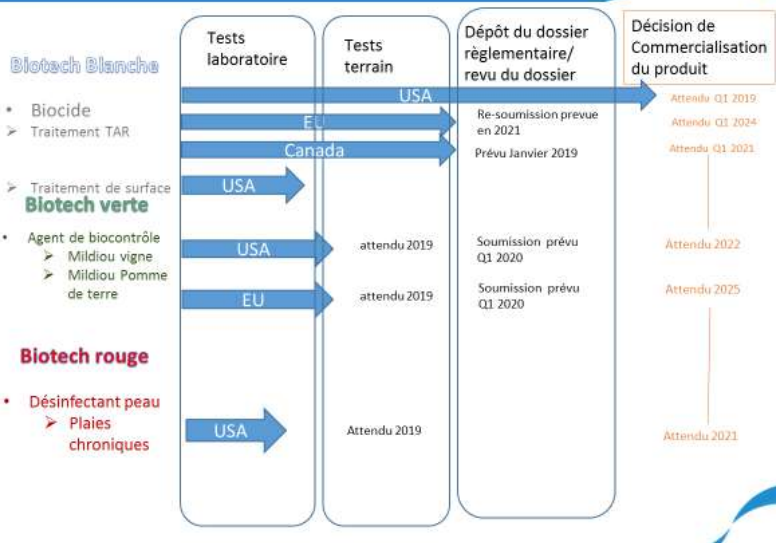 Tests
laboratoire
Tests
terrain
Dépôt du dossier
règlementaire/
revu du dossier
Décision de
Commercialisation
du produit
Biotech Blanche
• Biocide
➢ Traitement TAR
USA
Attendu Q1 2019
EU
Re-soumission prevue
en 2021
Attendu Q1 2024
Canada
Prévu Janvier 2019
Attendu Q1 2021
➢ Traitement de surface
USA
Biotech verte
• Agent de biocontrôle
➢ Mildiou vigne
➢ Mildiou Pomme
de terre
USA
attendu 2019
Soumission prévu
Q1 2020
Attendu 2022
EU
attendu 2019
Soumission prévu
Q1 2020
Attendu 2025
Biotech rouge
• Désinfectant peau
➢ Plaies
chroniques
USA
Attendu 2019
Attendu 2021